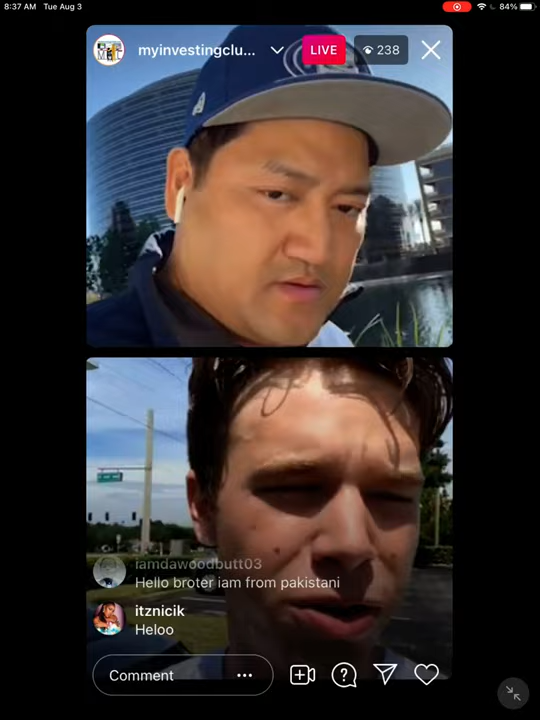 8:37 AM Tue Aug 3
84%
myinvestingclu...
LIVE
238
iamdawoodbutt03
Hello broter iam from pakistani
itznicik
Heloo
Comment